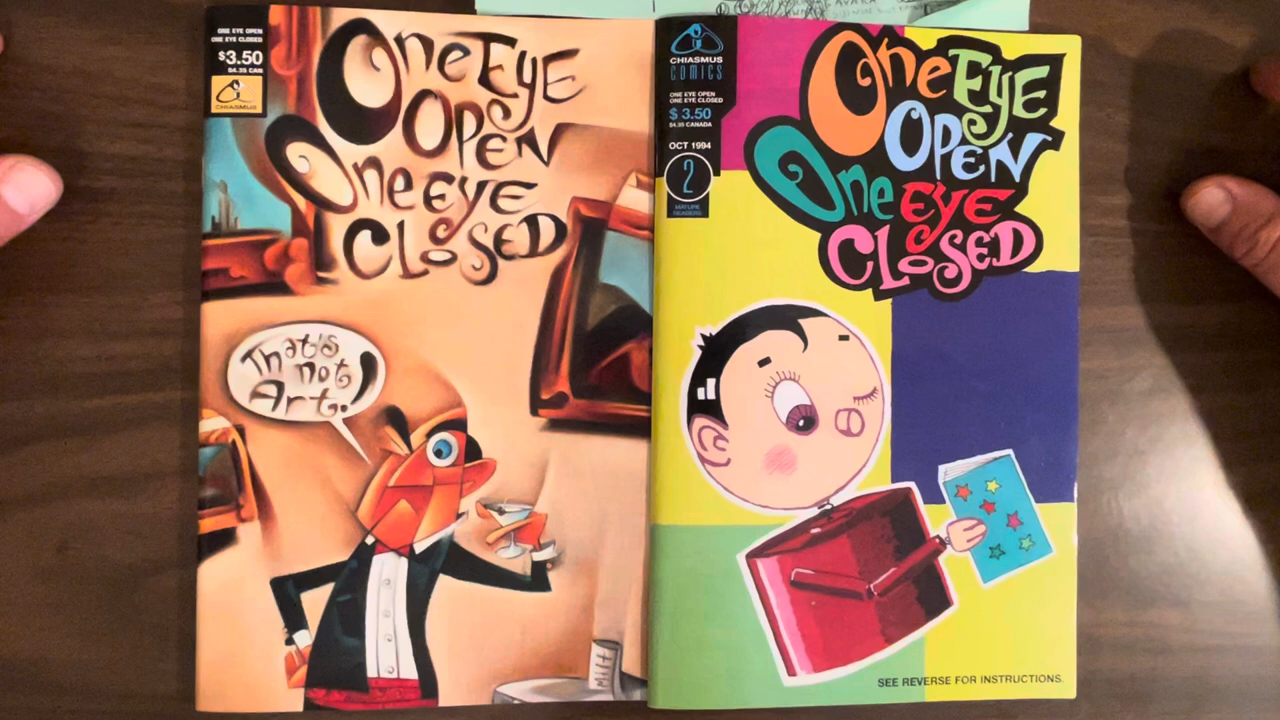 ONE EYE OPEN
ONE EYE CLOSED
$3.50
$4.35 CAN
CHIASMUS
One EYE
OPEN
One EYE
CLOSED
That's
not
Art!
Milt
CHIASMUS
COMICS
ONE EYE OPEN
ONE EYE CLOSED
$3.50
$4.35 CANADA
OCT 1994
2
MATURE
READERS
One EYE
OPEN
One EYE
CLOSED
SEE REVERSE FOR INSTRUCTIONS.